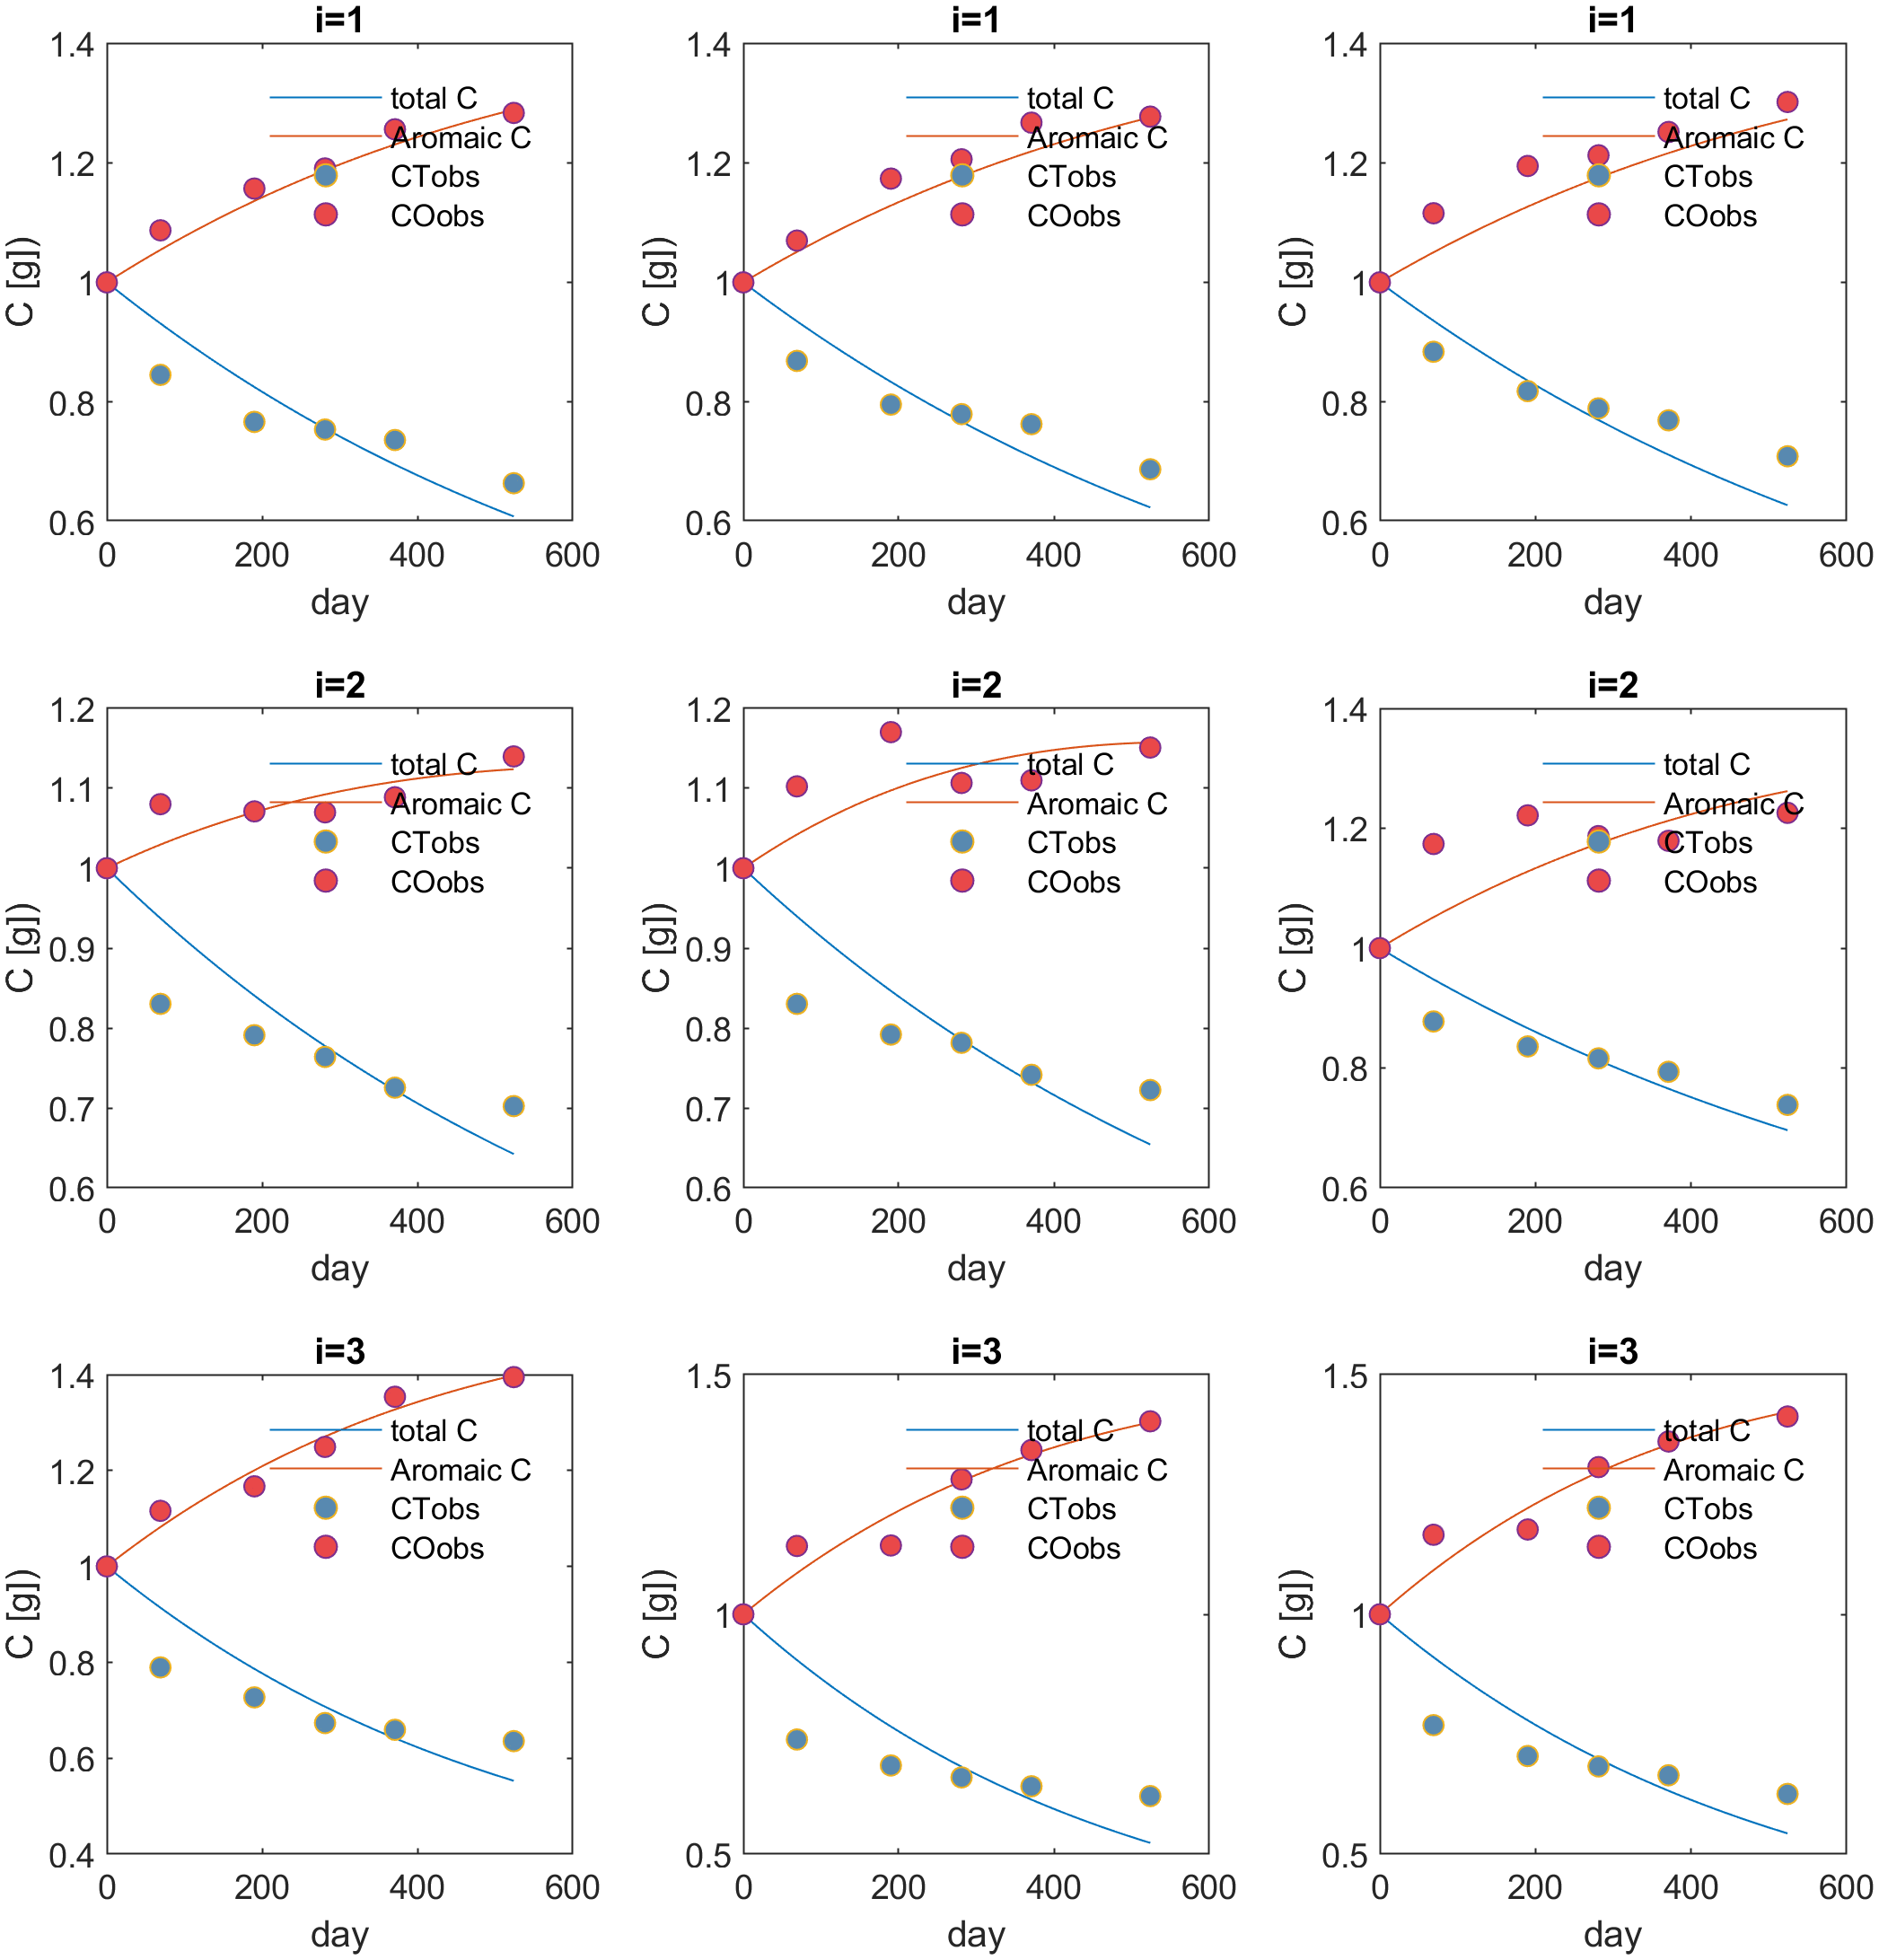 i=1
1.4
1.2
1
0.8
0.6
C [g])
total C
Aromaic C
CTobs
COobs
0 200 400 600
day
i=1
1.4
1.2
1
0.8
0.6
C [g])
total C
Aromaic C
CTobs
COobs
0 200 400 600
day
i=1
1.4
1.2
1
0.8
0.6
C [g])
total C
Aromaic C
CTobs
COobs
0 200 400 600
day
i=2
1.2
1.1
1
0.9
0.8
0.7
0.6
C [g])
total C
Aromaic C
CTobs
COobs
0 200 400 600
day
i=2
1.2
1.1
1
0.9
0.8
0.7
0.6
C [g])
total C
Aromaic C
CTobs
COobs
0 200 400 600
day
i=2
1.4
1.2
1
0.8
0.6
C [g])
total C
Aromaic C
CTobs
COobs
0 200 400 600
day
i=3
1.4
1.2
1
0.8
0.6
0.4
C [g])
total C
Aromaic C
CTobs
COobs
0 200 400 600
day
i=3
1.5
1
0.5
C [g])
total C
Aromaic C
CTobs
COobs
0 200 400 600
day
i=3
1.5
1
0.5
C [g])
total C
Aromaic C
CTobs
COobs
0 200 400 600
day